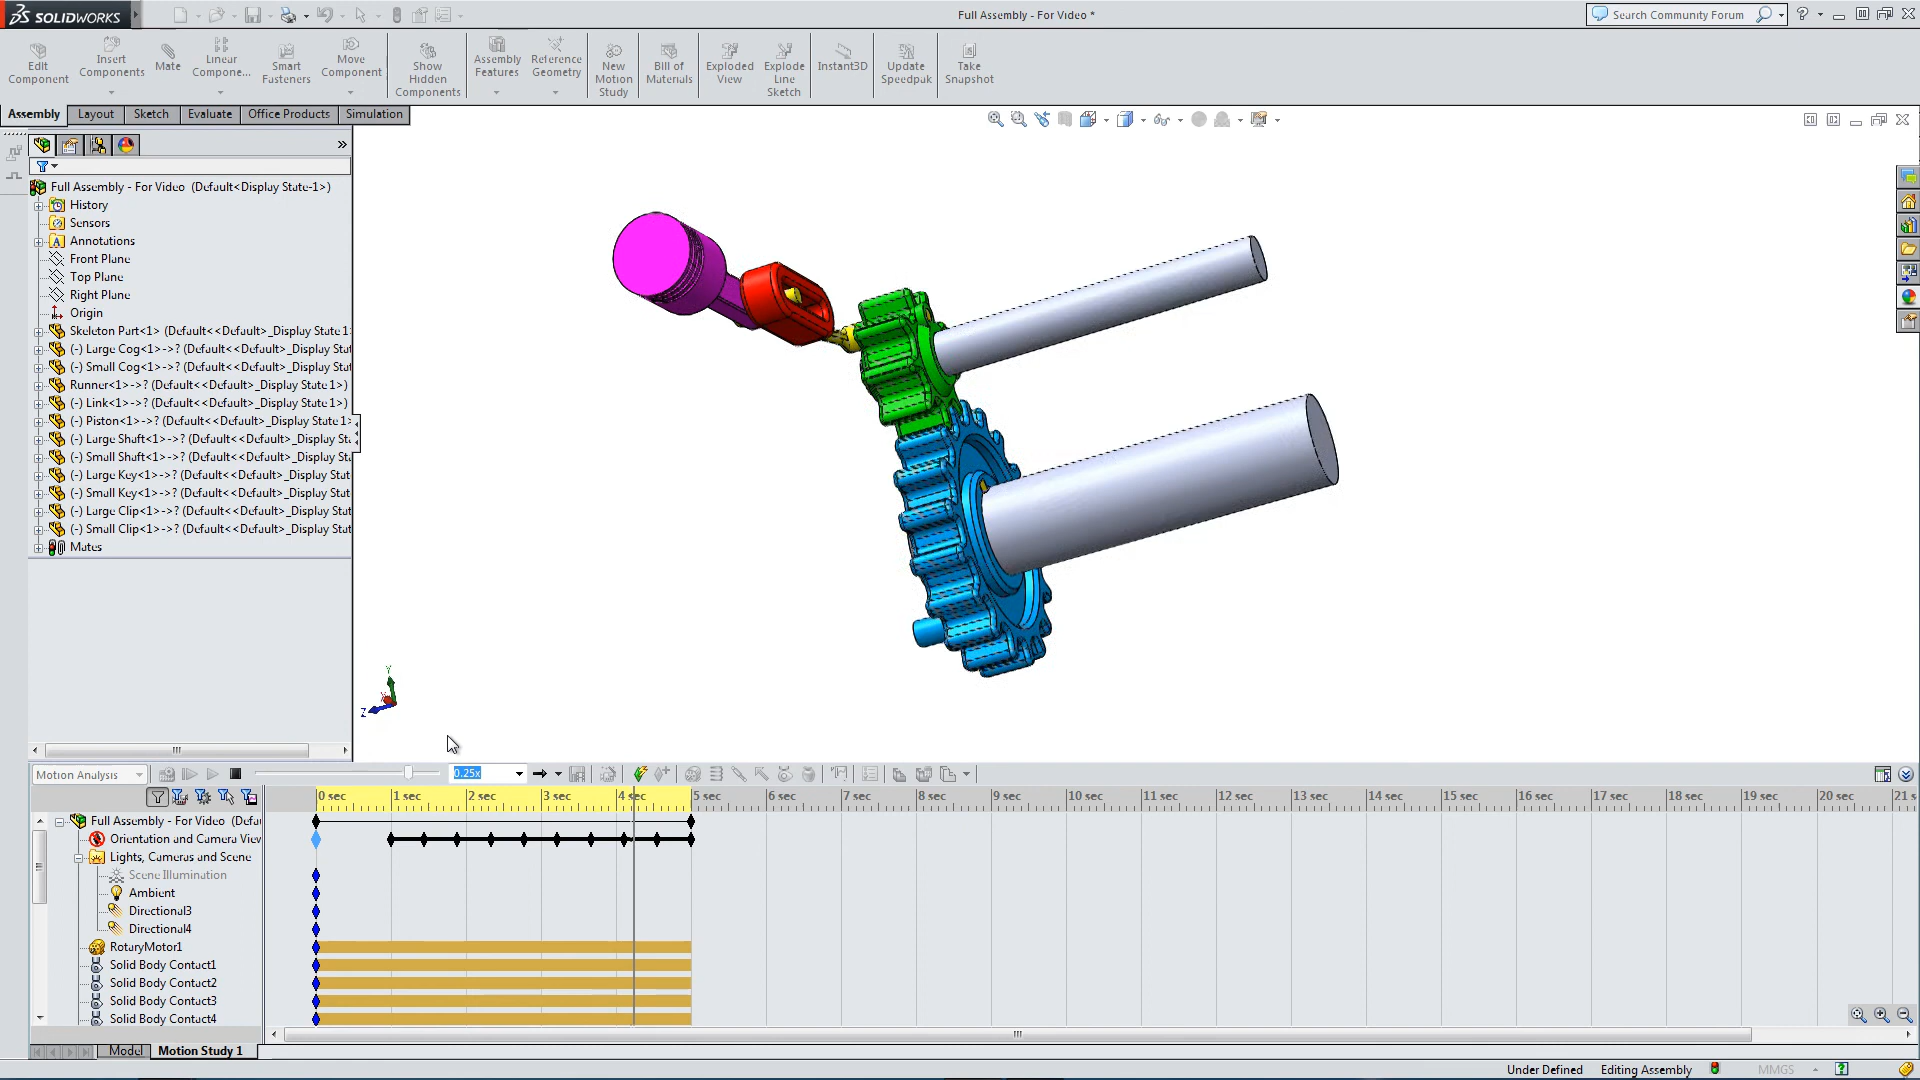 SOLIDWORKS
Full Assembly - For Video *
Search Community Forum
Edit Component
Insert Components
Mate
Linear Compone...
Smart Fasteners
Move Component
Show Hidden Components
Assembly Features
Reference Geometry
New Motion Study
Bill of Materials
Exploded View
Explode Line Sketch
Instant3D
Update Speedpak
Take Snapshot
Assembly Layout Sketch Evaluate Office Products Simulation
Full Assembly - For Video (Default<Display State-1>)
History
Sensors
Annotations
Front Plane
Top Plane
Right Plane
Origin
Skeleton Part<1> (Default<<Default>_Display State 1
(-) Large Cog<1>->? (Default<<Default>_Display Stat
(-) Small Cog<1>->? (Default<<Default>_Display Stat
Runner<1>->? (Default<<Default>_Display State 1>)
(-) Link<1>->? (Default<<Default>_Display State 1>)
(-) Piston<1>->? (Default<<Default>_Display State 1>
(-) Large Shaft<1>->? (Default<<Default>_Display Sta
(-) Small Shaft<1>->? (Default<<Default>_Display Sta
(-) Large Key<1>->? (Default<<Default>_Display Stat
(-) Small Key<1>->? (Default<<Default>_Display Stat
(-) Large Clip<1>->? (Default<<Default>_Display Stat
(-) Small Clip<1>->? (Default<<Default>_Display Stat
Mates
Y
X
Z
Motion Analysis
0.25x
0 sec 1 sec 2 sec 3 sec 4 sec 5 sec 6 sec 7 sec 8 sec 9 sec 10 sec 11 sec 12 sec 13 sec 14 sec 15 sec 16 sec 17 sec 18 sec 19 sec 20 sec 21 s
Full Assembly - For Video (Defau
Orientation and Camera View
Lights, Cameras and Scene
Scene Illumination
Ambient
Directional3
Directional4
RotaryMotor1
Solid Body Contact1
Solid Body Contact2
Solid Body Contact3
Solid Body Contact4
Model Motion Study 1
Under Defined Editing Assembly MMGS